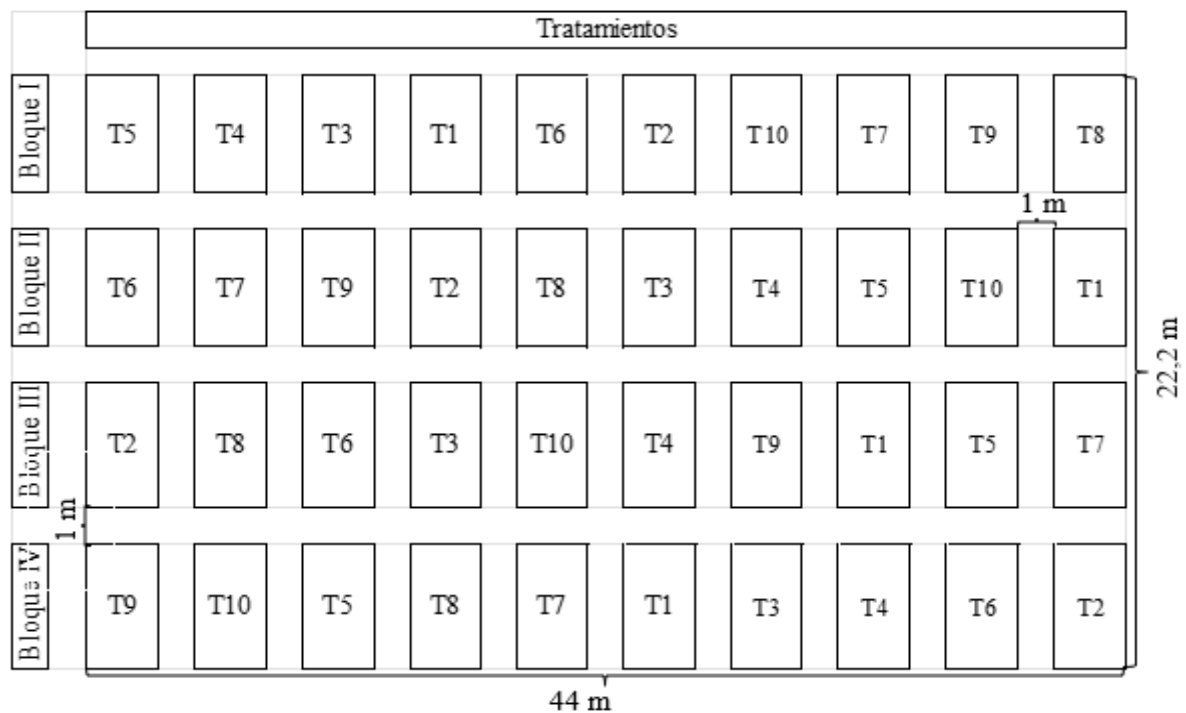 Tratamientos
Bloque I
T5 T4 T3 T1 T6 T2 T10 T7 T9 T8
1 m
Bloque II
T6 T7 T9 T2 T8 T3 T4 T5 T10 T1
22,2 m
Bloque III
T2 T8 T6 T3 T10 T4 T9 T1 T5 T7
1 m
Bloque IV
T9 T10 T5 T8 T7 T1 T3 T4 T6 T2
44 m